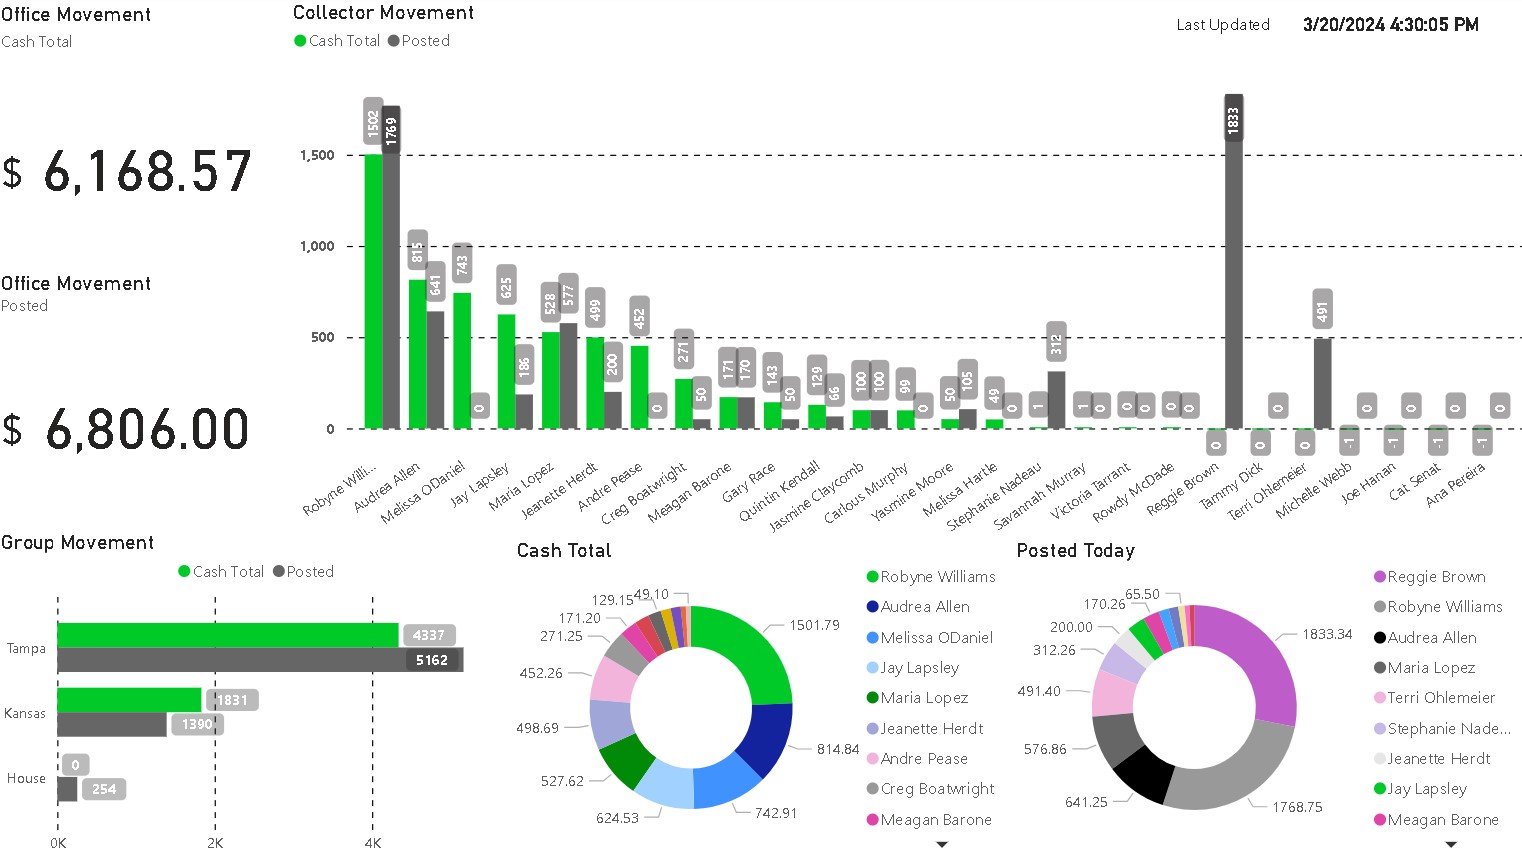 Office Movement
Cash Total
$ 6,168.57
Office Movement
Posted
$ 6,806.00
Collector Movement
Cash Total Posted
Last Updated 3/20/2024 4:30:05 PM
1,500
1,000
500
0
1502 1769
815 641
743 0
625 186
528 577
499 200
452 0
271 50
171 170
143 50
129 66
100 100
99 0
50 105
49 0
1 312
1 0
0 0
0 0
0 1833
0 0
0 491
-1 0
-1 0
-1 0
-1 0
Robyne Willi...
Audrea Allen
Melissa ODaniel
Jay Lapsley
Maria Lopez
Jeanette Herdt
Andre Pease
Creg Boatwright
Meagan Barone
Gary Race
Quintin Kendall
Jasmine Claycomb
Carlous Murphy
Yasmine Moore
Melissa Hartle
Stephanie Nadeau
Savannah Murray
Victoria Tarrant
Rowdy McDade
Reggie Brown
Tammy Dick
Terri Ohlemeier
Michelle Webb
Joe Hanan
Cat Senat
Ana Pereira
Group Movement
Cash Total Posted
Tampa
4337
5162
Kansas
1831
1390
House
0
254
0K 2K 4K
Cash Total
1501.79
814.84
742.91
624.53
527.62
498.69
452.26
271.25
171.20
129.15
49.10
Robyne Williams
Audrea Allen
Melissa ODaniel
Jay Lapsley
Maria Lopez
Jeanette Herdt
Andre Pease
Creg Boatwright
Meagan Barone
Posted Today
1833.34
1768.75
641.25
576.86
491.40
312.26
200.00
170.26
65.50
Reggie Brown
Robyne Williams
Audrea Allen
Maria Lopez
Terri Ohlemeier
Stephanie Nade...
Jeanette Herdt
Jay Lapsley
Meagan Barone